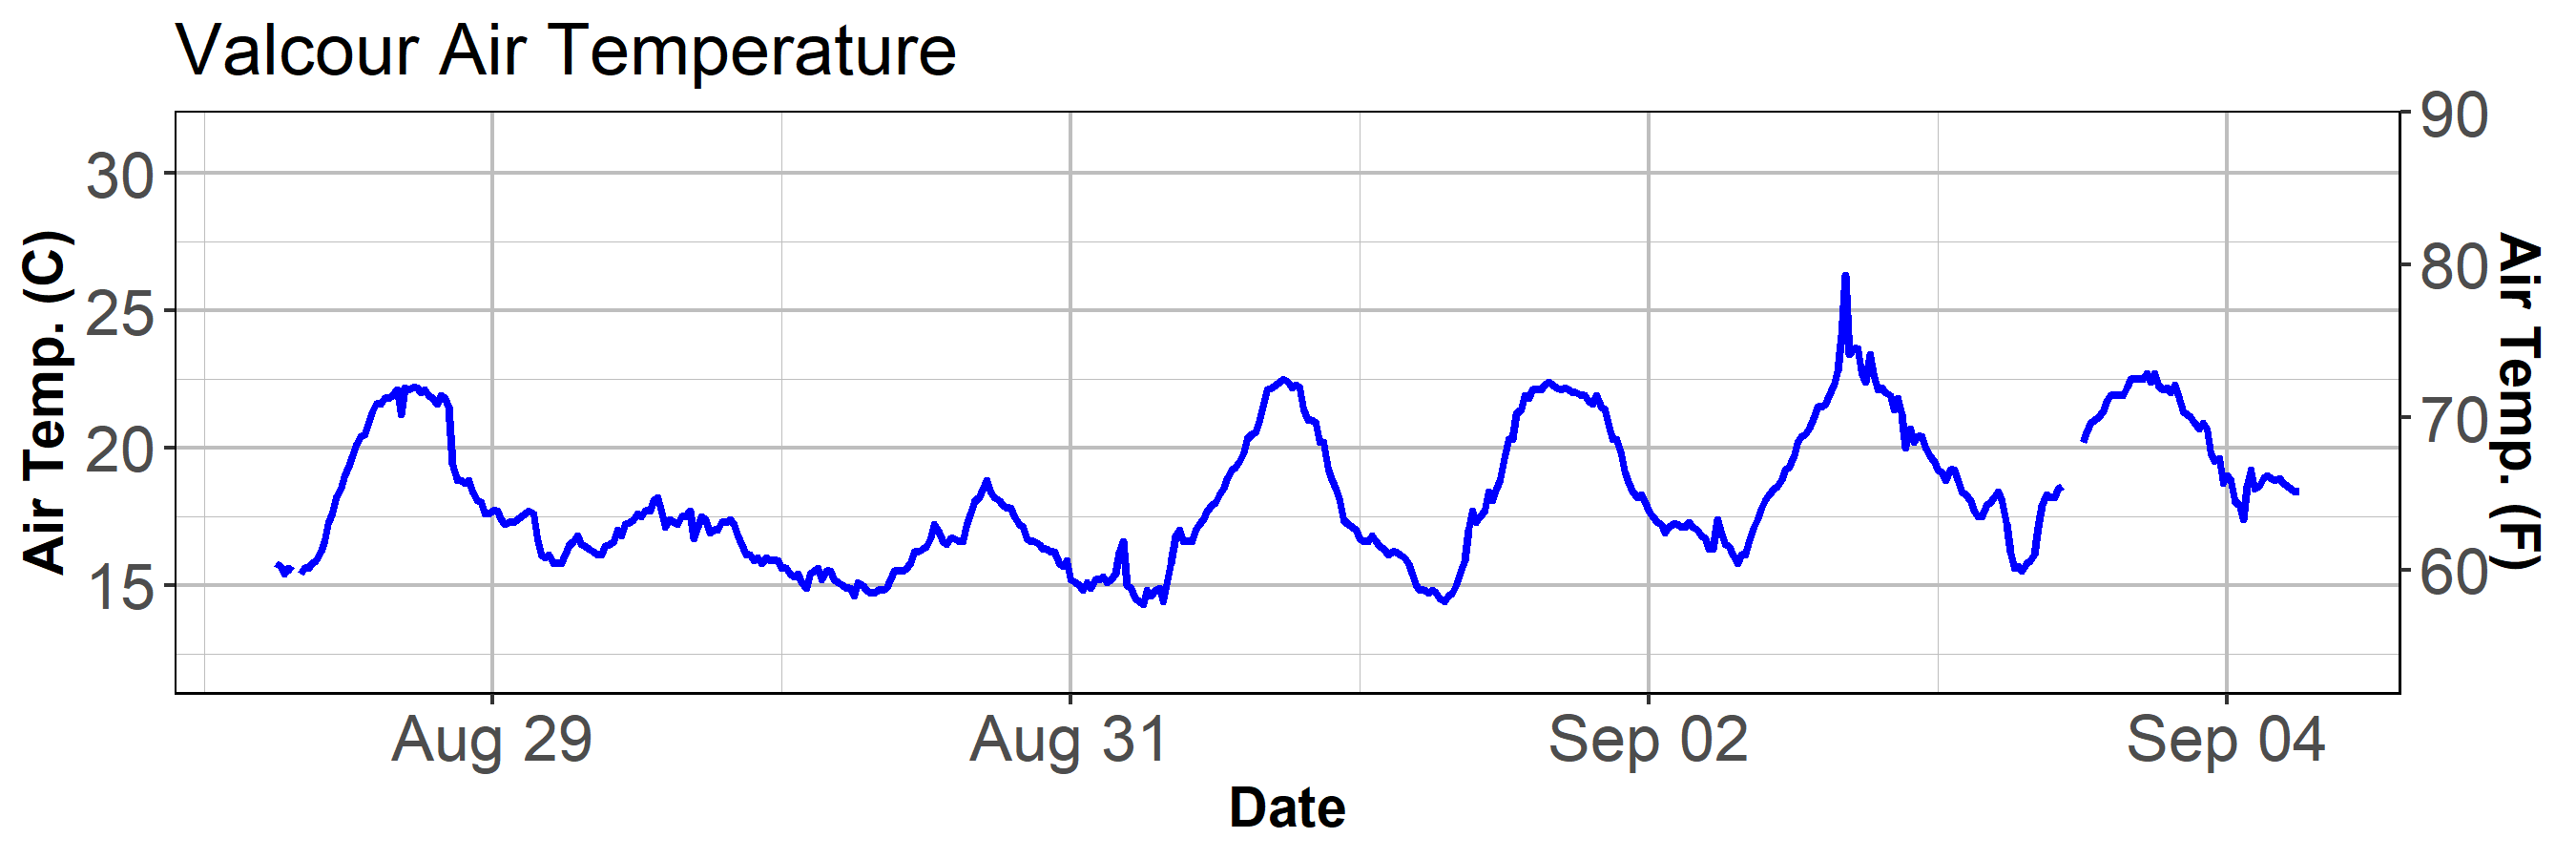 Valcour Air Temperature
90
30
80
25
70
20
60
15
Air Temp. (C)
Air Temp. (F)
Aug 29
Aug 31
Sep 02
Sep 04
Date